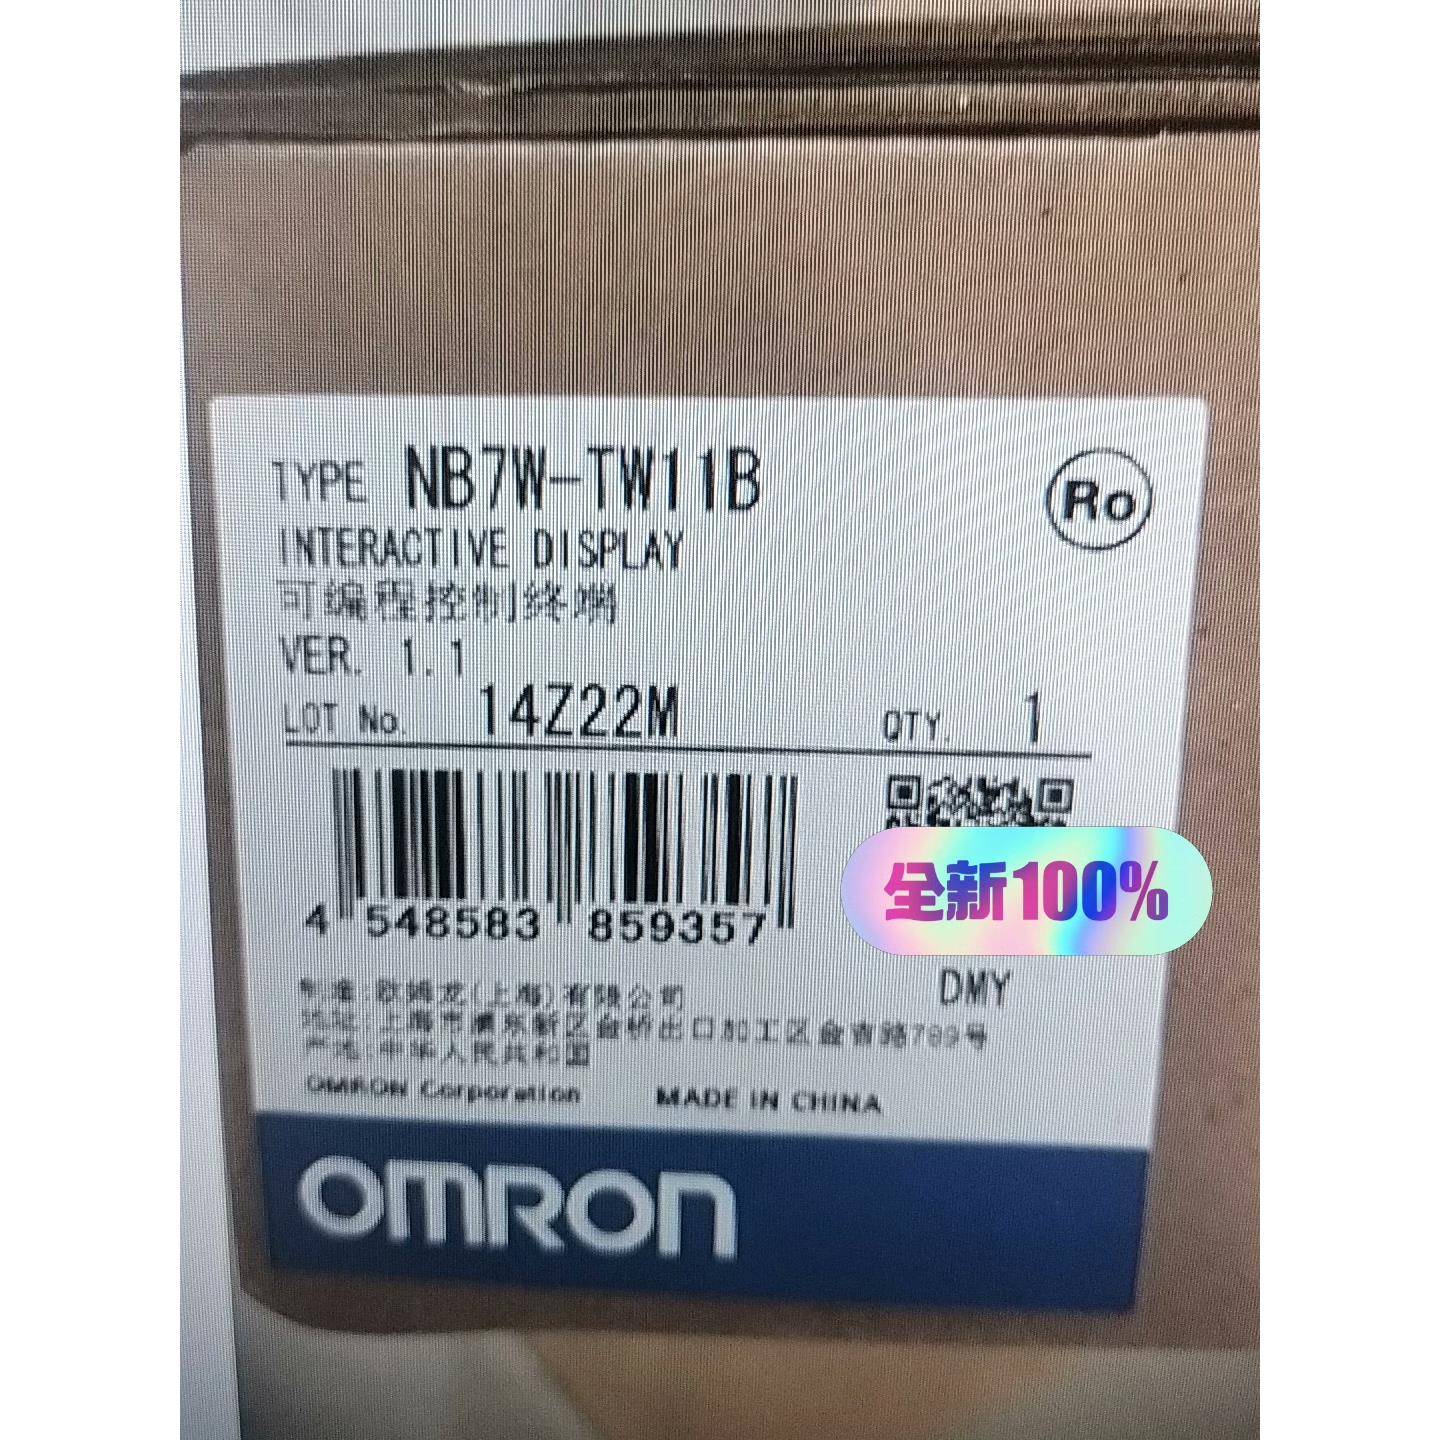 TYPE NB7W-TW11B
Ro
INTERACTIVE DISPLAY
可编程控制终端
VER. 1.1
LOT No. 14Z22M QTY. 1
4 548583 859357
全新100%
DMY
制造:欧姆龙(上海)有限公司
地址:上海市浦东新区金桥出口加工区金吉路789号
产地:中华人民共和国
OMRON Corporation MADE IN CHINA
OMRON